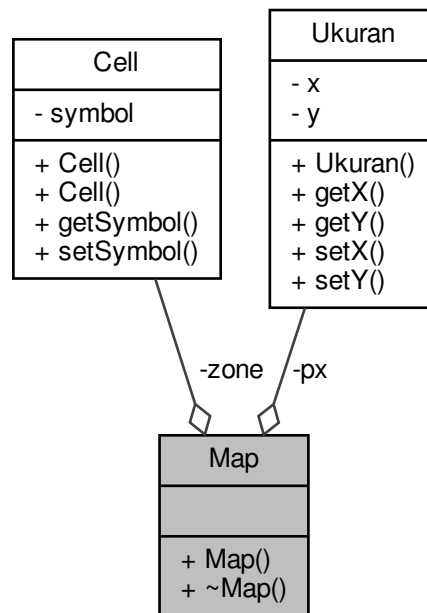 Cell
- symbol
+ Cell()
+ Cell()
+ getSymbol()
+ setSymbol()
Ukuran
- x
- y
+ Ukuran()
+ getX()
+ getY()
+ setX()
+ setY()
-zone
-px
Map
+ Map()
+ ~Map()